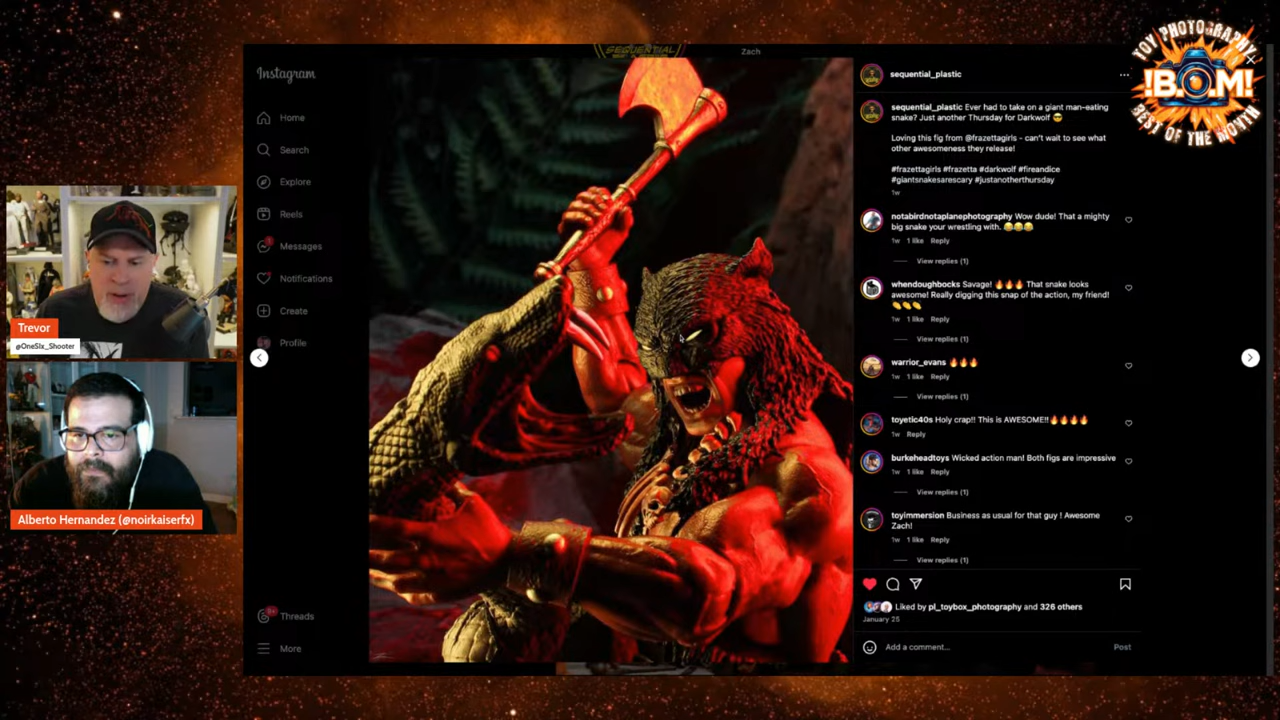 SEQUENTIAL
Zach
TOY PHOTOGRAPHY
!B.O.M!
BEST OF THE MONTH
Instagram
Home
Search
Explore
Reels
Messages
Notifications
Create
Profile
Threads
9+
More
Trevor
@OneSix_Shooter
Alberto Hernandez (@noirkaiserfx)
sequential_plastic
sequential_plastic Ever had to take on a giant man-eating
snake? Just another Thursday for Darkwolf 😎
Loving this fig from @frazettagirls - can't wait to see what
other awesomeness they release!
#frazettagirls #frazetta #darkwolf #fireandice
#giantsnakesarescary #justanotherthursday
1w
notabirdnotaplanephotography Wow dude! That a mighty
big snake your wrestling with. 😂😂😂
1w 1 like Reply
View replies (1)
whendoughbocks Savage! 🔥🔥🔥 That snake looks
awesome! Really digging this snap of the action, my friend!
👏👏👏
1w 1 like Reply
View replies (1)
warrior_evans 🔥🔥🔥
1w 1 like Reply
View replies (1)
toyetic40s Holy crap!! This is AWESOME!!🔥🔥🔥🔥
1w Reply
burkeheadtoys Wicked action man! Both figs are impressive
1w 1 like Reply
View replies (1)
toyimmersion Business as usual for that guy ! Awesome
Zach!
1w 1 like Reply
View replies (1)
Liked by pl_toybox_photography and 326 others
January 25
Add a comment...
Post